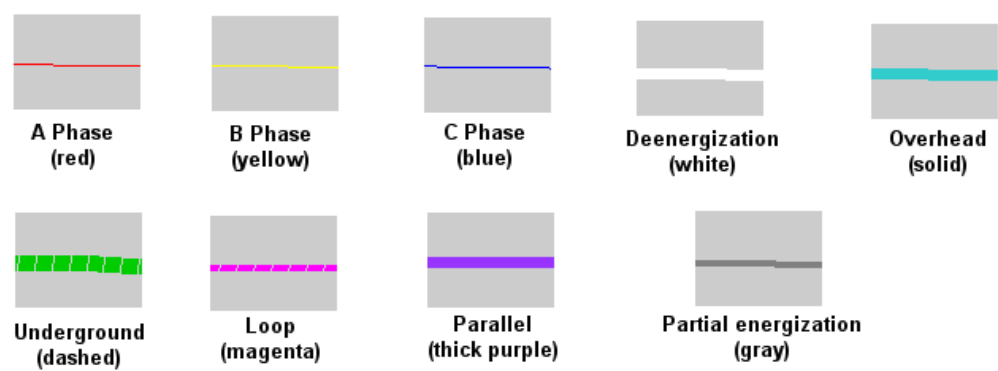 A Phase
(red)
B Phase
(yellow)
C Phase
(blue)
Deenergization
(white)
Overhead
(solid)
Underground
(dashed)
Loop
(magenta)
Parallel
(thick purple)
Partial energization
(gray)